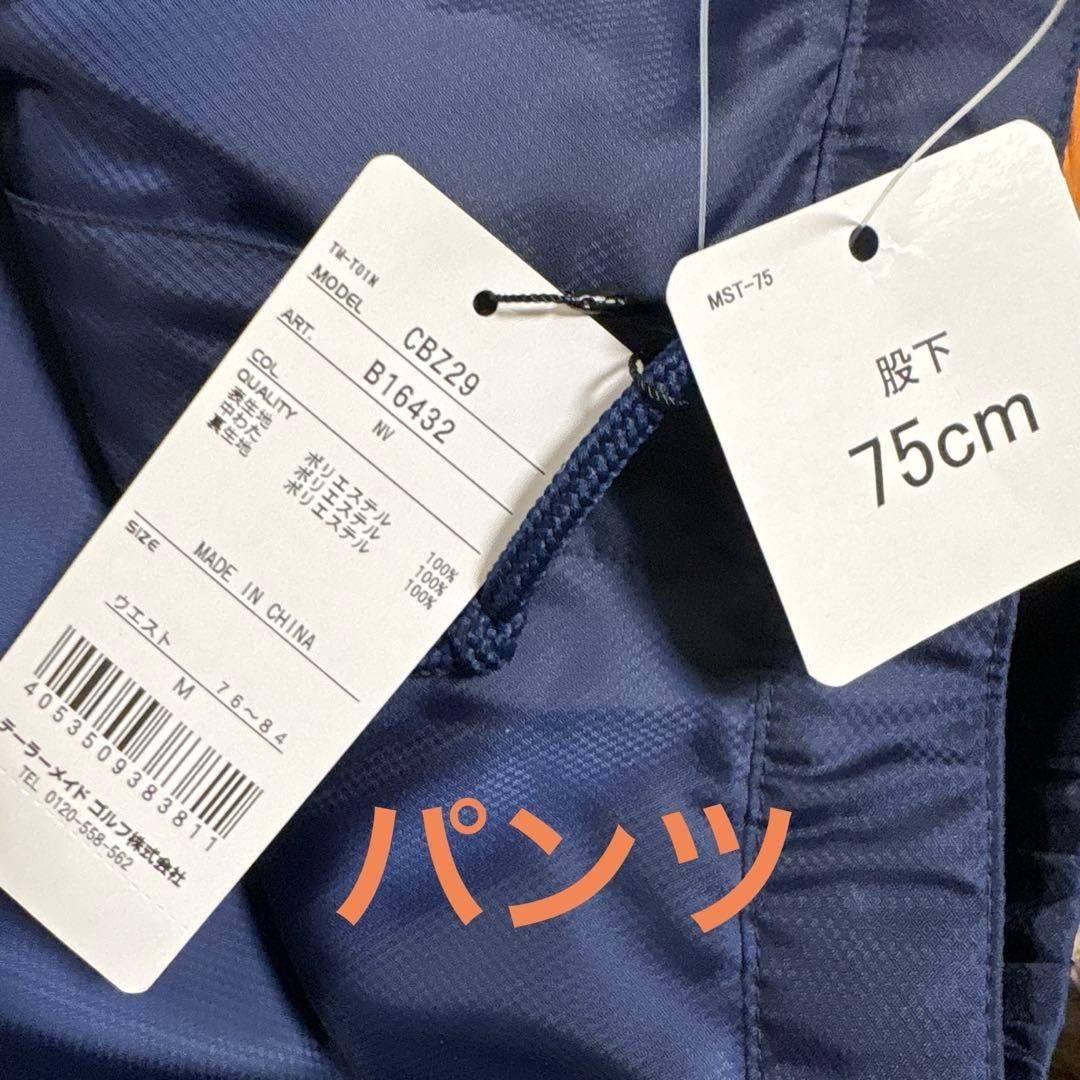 TM-T01N
MODEL CBZ29
ART. B16432
COL NV
QUALITY
表生地 ポリエステル 100%
中わた ポリエステル 100%
裏生地 ポリエステル 100%
MADE IN CHINA
SIZE
ウエスト 76~84
M
4053509383811
テーラーメイド ゴルフ株式会社
TEL 0120-558-562
MST-75
股下
75cm
パンツ